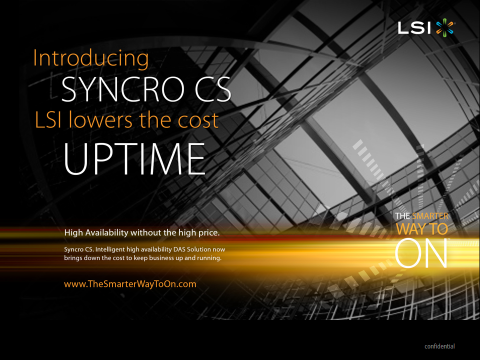 LSI
Introducing
SYNCRO CS
LSI lowers the cost
UPTIME
High Availability without the high price.
Syncro CS. Intelligent high availability DAS Solution now
brings down the cost to keep business up and running.
www.TheSmarterWayToOn.com
THE SMARTER
WAY TO
ON
confidential